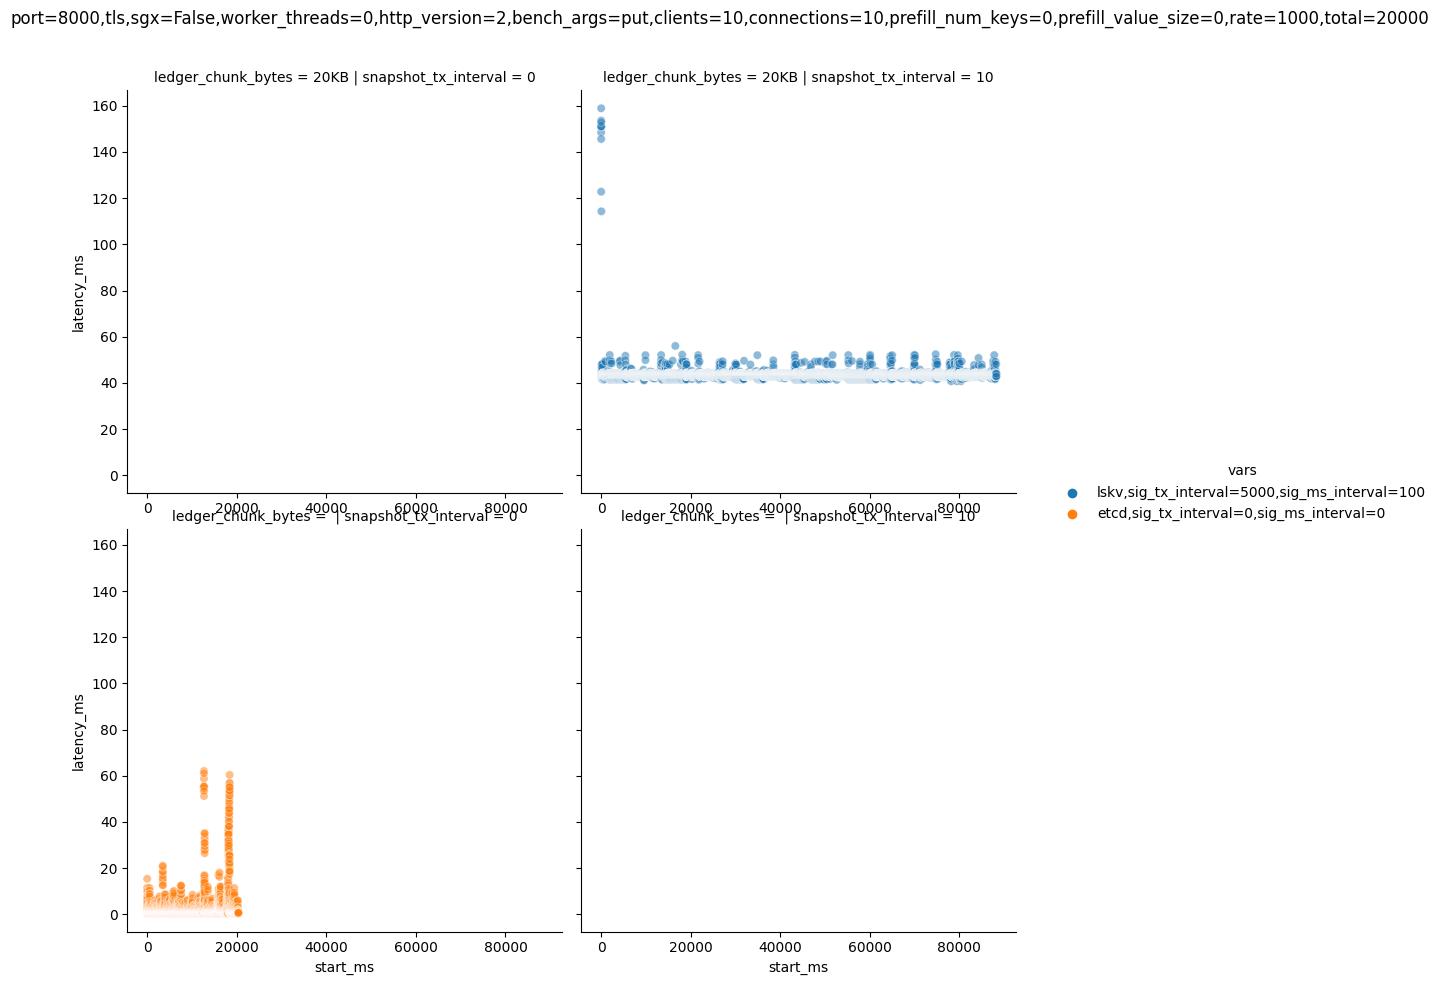 port=8000,tls,sgx=False,worker_threads=0,http_version=2,bench_args=put,clients=10,connections=10,prefill_num_keys=0,prefill_value_size=0,rate=1000,total=20000
ledger_chunk_bytes = 20KB | snapshot_tx_interval = 0
ledger_chunk_bytes = 20KB | snapshot_tx_interval = 10
160
140
120
100
80
60
40
20
0
latency_ms
0 20000 40000 60000 80000
0 20000 40000 60000 80000
vars
lskv,sig_tx_interval=5000,sig_ms_interval=100
etcd,sig_tx_interval=0,sig_ms_interval=0
ledger_chunk_bytes =  | snapshot_tx_interval = 0
ledger_chunk_bytes =  | snapshot_tx_interval = 10
160
140
120
100
80
60
40
20
0
latency_ms
0 20000 40000 60000 80000
0 20000 40000 60000 80000
start_ms
start_ms